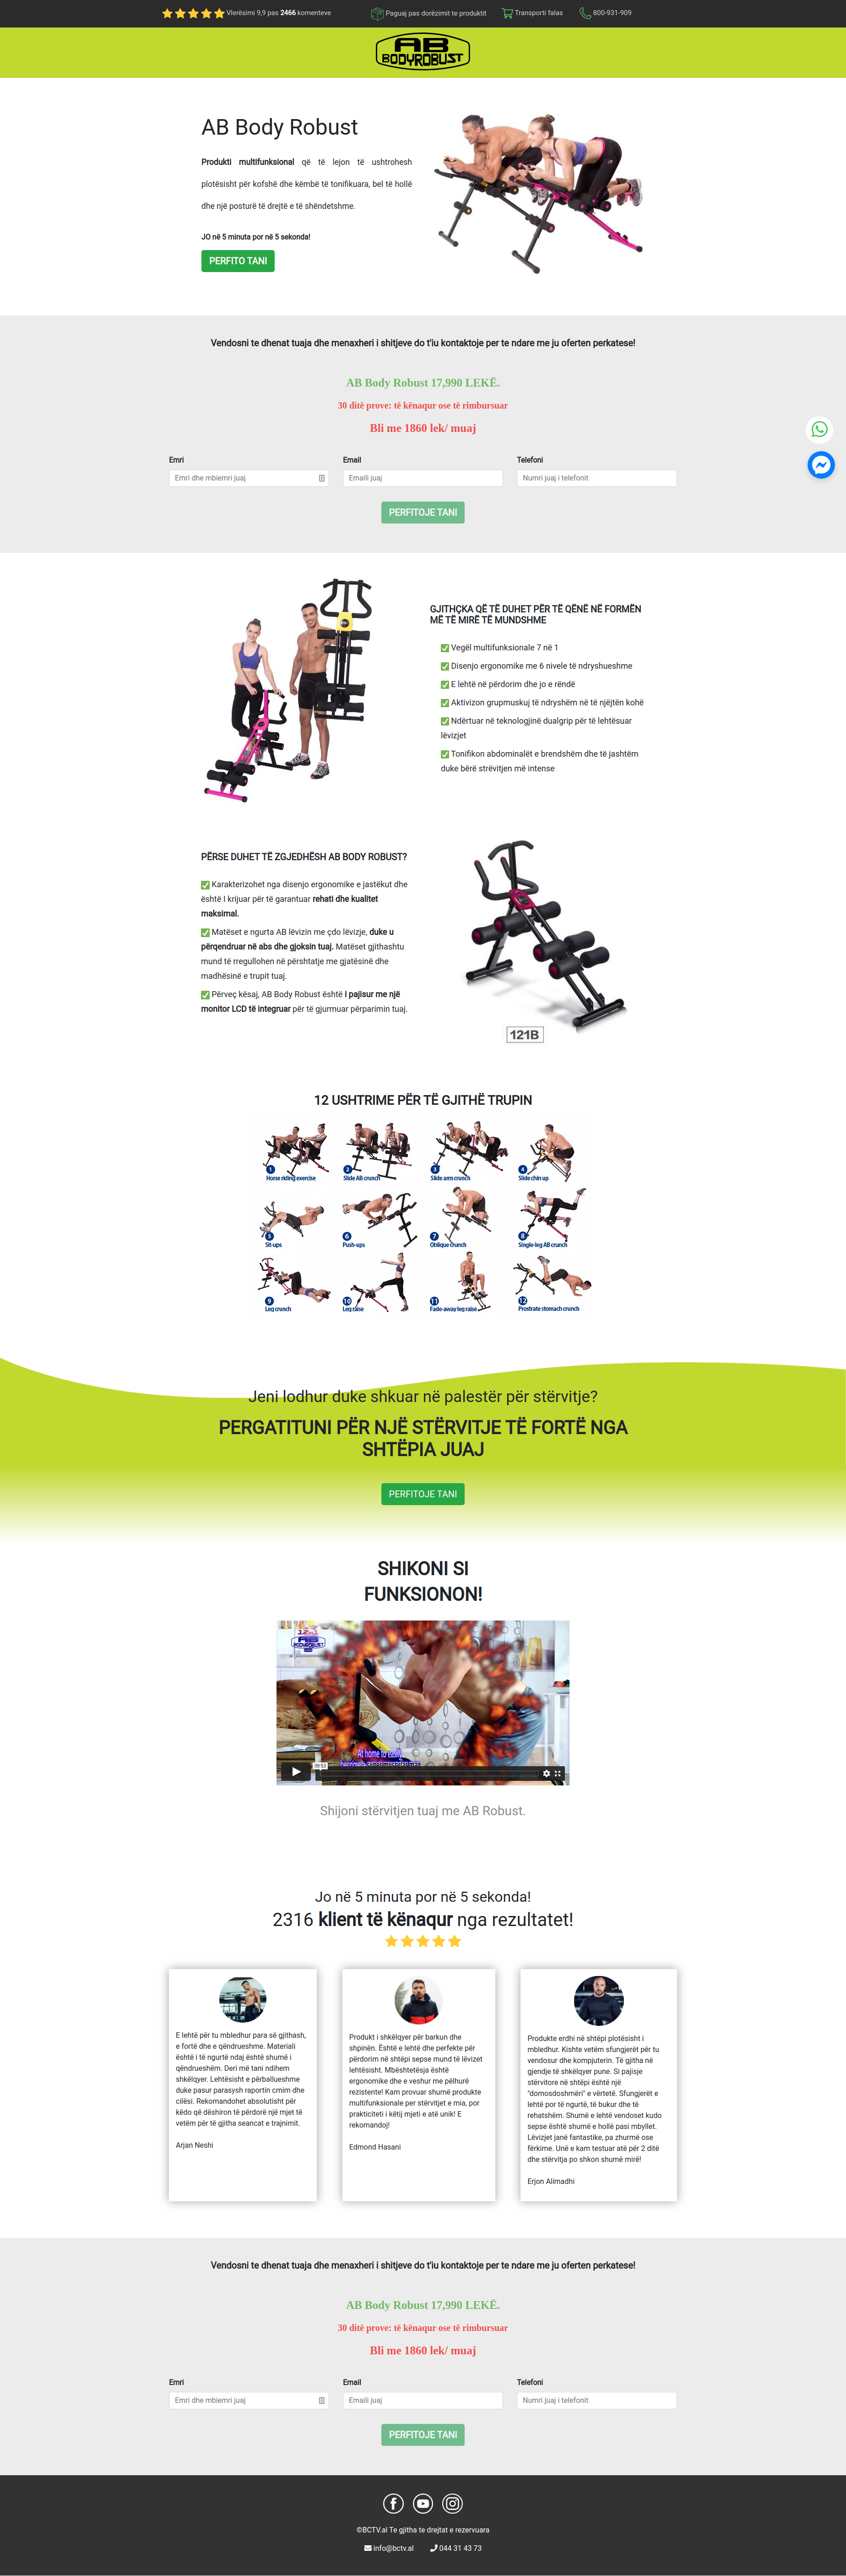 Vlerësimi 9,9 pas 2466 komenteve
Paguaj pas dorëzimit te produktit
Transporti falas
800-931-909
AB
BODYROBUST
AB Body Robust
Produkti multifunksional që të lejon të ushtrohesh
plotësisht për kofshë dhe këmbë të tonifikuara, bel të hollë
dhe një posturë të drejtë e të shëndetshme.
JO në 5 minuta por në 5 sekonda!
PERFITO TANI
Vendosni te dhenat tuaja dhe menaxheri i shitjeve do t'iu kontaktoje per te ndare me ju oferten perkatese!
AB Body Robust 17,990 LEKË.
30 ditë prove: të kënaqur ose të rimbursuar
Bli me 1860 lek/ muaj
Emri
Email
Telefoni
Emri dhe mbiemri juaj
Emaili juaj
Numri juaj i telefonit
PERFITOJE TANI
GJITHÇKA QË TË DUHET PËR TË QËNË NË FORMËN
MË TË MIRË TË MUNDSHME
Vegël multifunksionale 7 në 1
Disenjo ergonomike me 6 nivele të ndryshueshme
E lehtë në përdorim dhe jo e rëndë
Aktivizon grupmuskuj të ndryshëm në të njëjtën kohë
Ndërtuar në teknologjinë dualgrip për të lehtësuar
lëvizjet
Tonifikon abdominalët e brendshëm dhe të jashtëm
duke bërë strëvitjen më intense
PËRSE DUHET TË ZGJEDHËSH AB BODY ROBUST?
Karakterizohet nga disenjo ergonomike e jastëkut dhe
është I krijuar për të garantuar rehati dhe kualitet
maksimal.
Matëset e ngurta AB lëvizin me çdo lëvizje, duke u
përqendruar në abs dhe gjoksin tuaj. Matëset gjithashtu
mund të rregullohen në përshtatje me gjatësinë dhe
madhësinë e trupit tuaj.
Përveç kësaj, AB Body Robust është i pajisur me një
monitor LCD të integruar për të gjurmuar përparimin tuaj.
121B
12 USHTRIME PËR TË GJITHË TRUPIN
1 Horse riding exercise
2 Slide AB crunch
3 Slide arm crunch
4 Slide chin up
5 Sit-ups
6 Push-ups
7 Oblique crunch
8 Single-leg AB crunch
9 Leg crunch
10 Leg raise
11 Fade-away leg raise
12 Prostrate stomach crunch
Jeni lodhur duke shkuar në palestër për stërvitje?
PERGATITUNI PËR NJË STËRVITJE TË FORTË NGA
SHTËPIA JUAJ
PERFITOJE TANI
SHIKONI SI
FUNKSIONON!
AB
BODYROBUST
At home to easily
09:53
Shijoni stërvitjen tuaj me AB Robust.
Jo në 5 minuta por në 5 sekonda!
2316 klient të kënaqur nga rezultatet!
E lehtë për tu mbledhur para së gjithash,
e fortë dhe e qëndrueshme. Materiali
është i të ngurtë ndaj është shumë i
qëndrueshëm. Deri më tani ndihem
shkëlqyer. Lehtësisht e përballueshme
duke pasur parasysh raportin cmim dhe
cilësi. Rekomandohet absolutisht për
këdo që dëshiron të përdorë një mjet të
vetëm për të gjitha seancat e trajnimit.
Arjan Neshi
Produkt i shkëlqyer për barkun dhe
shpinën. Është e lehtë dhe perfekte për
përdorim në shtëpi sepse mund të lëvizet
lehtësisht. Mbështetësja është
ergonomike dhe e veshur me pëlhurë
rezistente! Kam provuar shumë produkte
multifunksionale per stërvitjet e mia, por
prakticiteti i këtij mjeti e atë unik! E
rekomandoj!
Edmond Hasani
Produkte erdhi në shtëpi plotësisht i
mbledhur. Kishte vetëm sfungjerët për tu
vendosur dhe kompjuterin. Të gjitha në
gjendje të shkëlqyer pune. Si pajisje
stërvitore në shtëpi është një
"domosdoshmëri" e vërtetë. Sfungjerët e
lehtë por të ngurtë, të bukur dhe të
rehatshëm. Shumë e lehtë vendoset kudo
sepse është shumë e hollë pasi mbyllet.
Lëvizjet janë fantastike, pa zhurmë ose
fërkime. Unë e kam testuar atë për 2 ditë
dhe stërvitja po shkon shumë mirë!
Erjon Alimadhi
Vendosni te dhenat tuaja dhe menaxheri i shitjeve do t'iu kontaktoje per te ndare me ju oferten perkatese!
AB Body Robust 17,990 LEKË.
30 ditë prove: të kënaqur ose të rimbursuar
Bli me 1860 lek/ muaj
Emri
Email
Telefoni
Emri dhe mbiemri juaj
Emaili juaj
Numri juaj i telefonit
PERFITOJE TANI
©BCTV.al Te gjitha te drejtat e rezervuara
info@bctv.al
044 31 43 73